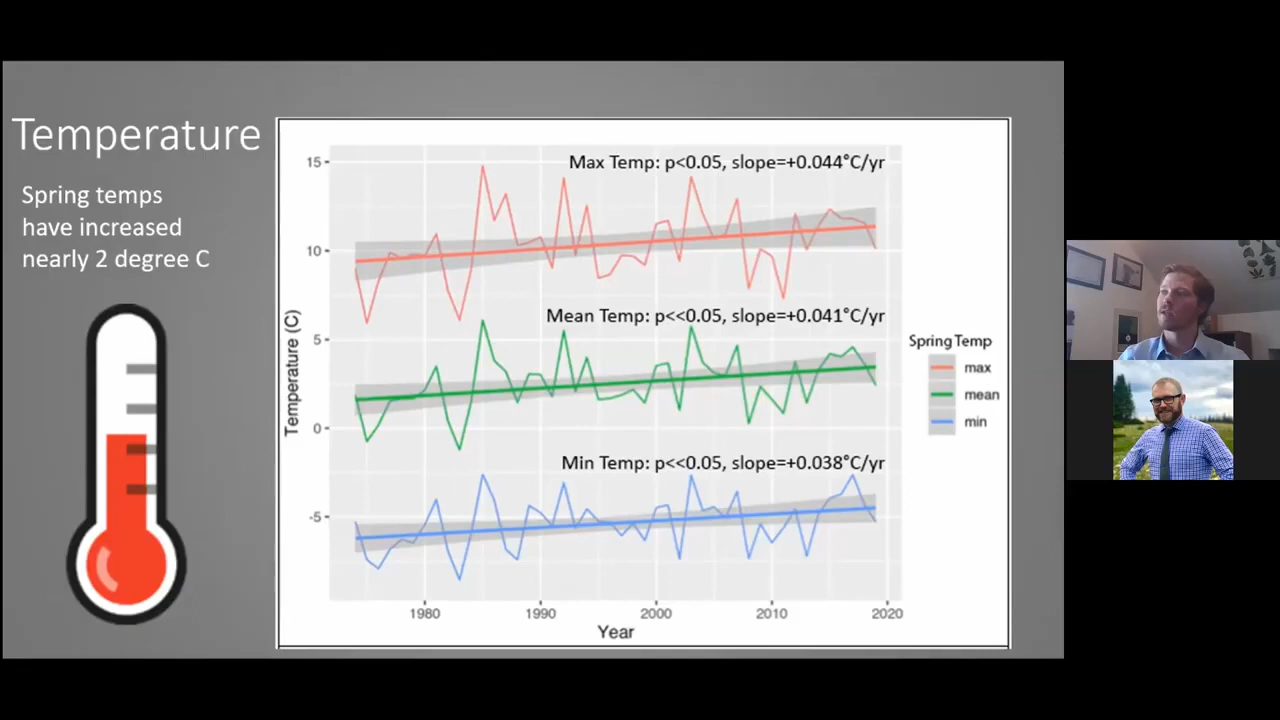 Temperature
Spring temps
have increased
nearly 2 degree C
Max Temp: p<0.05, slope=+0.044°C/yr
Mean Temp: p<<0.05, slope=+0.041°C/yr
Min Temp: p<<0.05, slope=+0.038°C/yr
15
10
5
0
-5
Temperature (C)
1980
1990
2000
2010
2020
Year
Spring Temp
max
mean
min